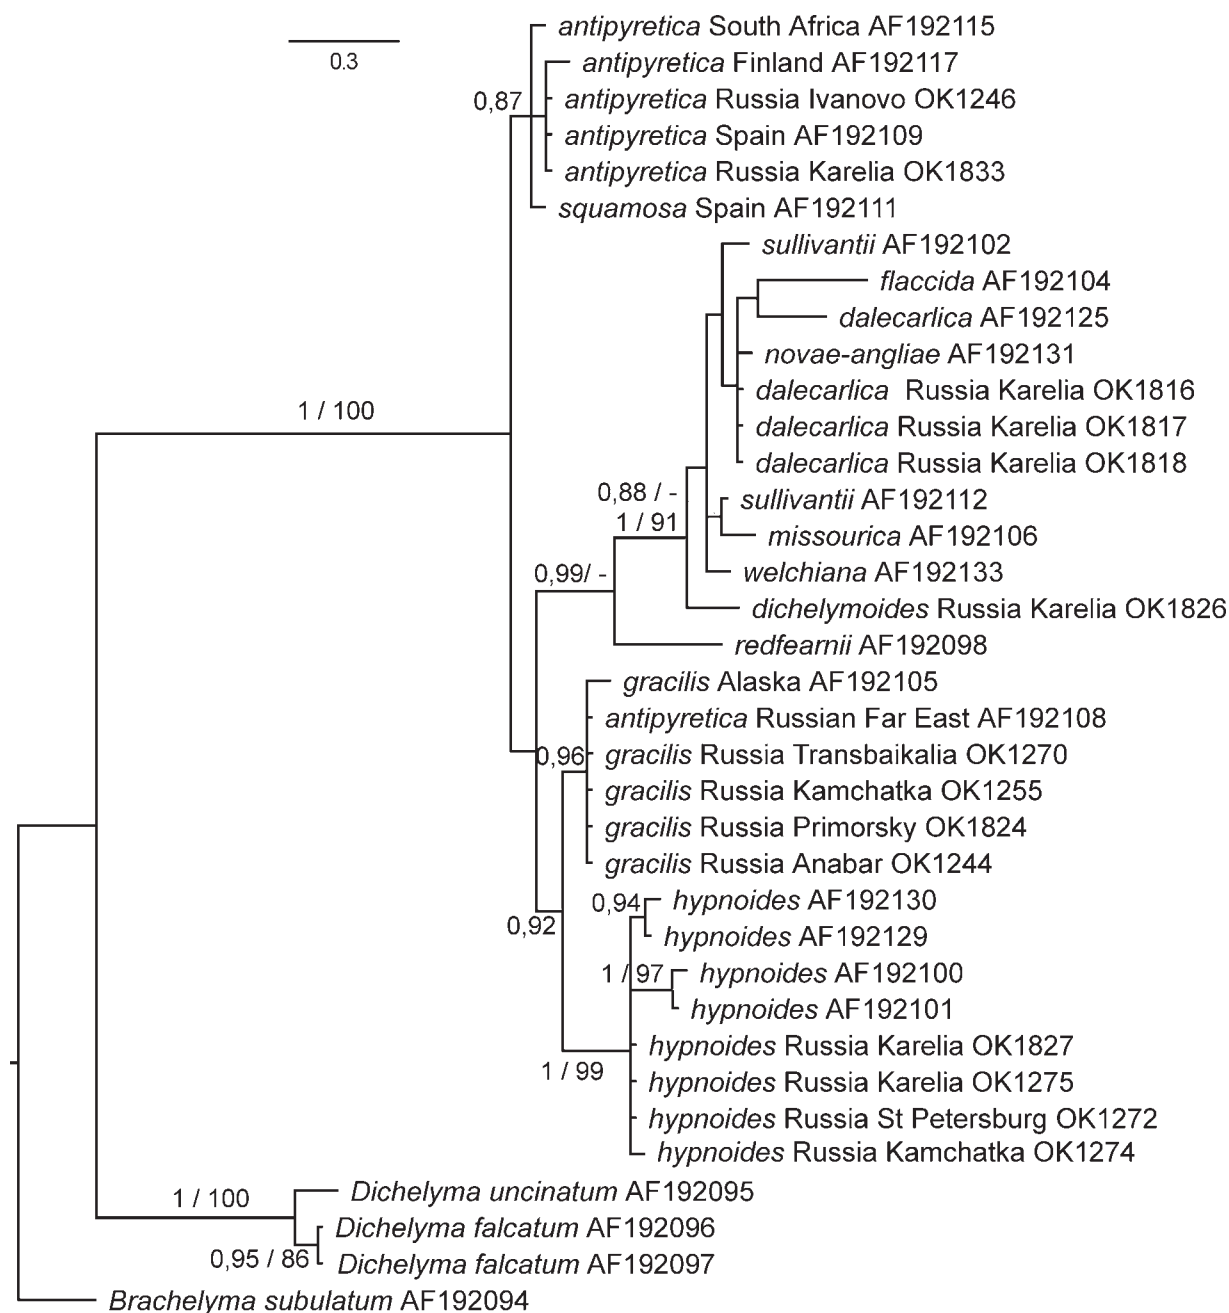 antipyretica South Africa AF192115
0.3
antipyretica Finland AF192117
0,87
antipyretica Russia Ivanovo OK1246
antipyretica Spain AF192109
antipyretica Russia Karelia OK1833
squamosa Spain AF192111
sullivantii AF192102
flaccida AF192104
dalecarlica AF192125
novae-angliae AF192131
dalecarlica Russia Karelia OK1816
1 / 100
dalecarlica Russia Karelia OK1817
dalecarlica Russia Karelia OK1818
0,88 / -
sullivantii AF192112
1 / 91
missourica AF192106
0,99/ -
welchiana AF192133
dichelymoides Russia Karelia OK1826
redfearnii AF192098
gracilis Alaska AF192105
antipyretica Russian Far East AF192108
0,96
gracilis Russia Transbaikalia OK1270
gracilis Russia Kamchatka OK1255
gracilis Russia Primorsky OK1824
gracilis Russia Anabar OK1244
0,94
hypnoides AF192130
0,92
hypnoides AF192129
1 / 97
hypnoides AF192100
hypnoides AF192101
hypnoides Russia Karelia OK1827
1 / 99
hypnoides Russia Karelia OK1275
hypnoides Russia St Petersburg OK1272
hypnoides Russia Kamchatka OK1274
1 / 100
Dichelyma uncinatum AF192095
Dichelyma falcatum AF192096
0,95 / 86
Dichelyma falcatum AF192097
Brachelyma subulatum AF192094